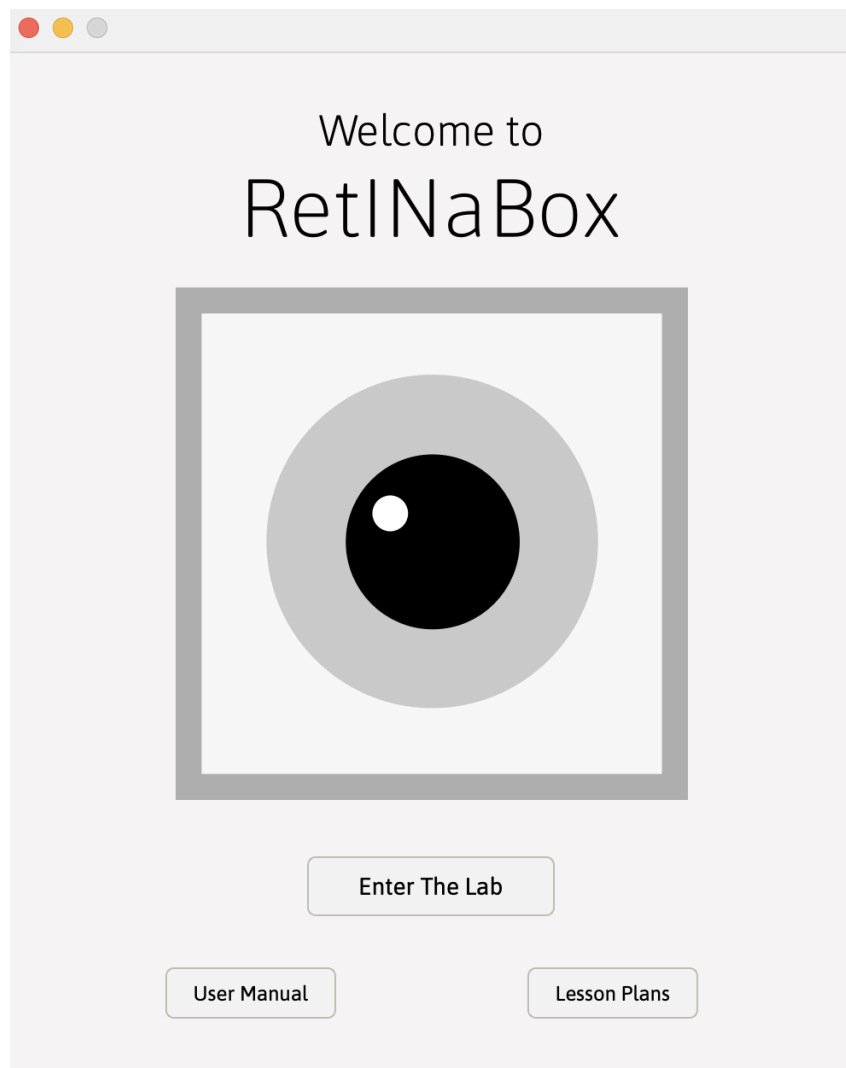 Welcome to
RetINaBox
Enter The Lab
User Manual
Lesson Plans